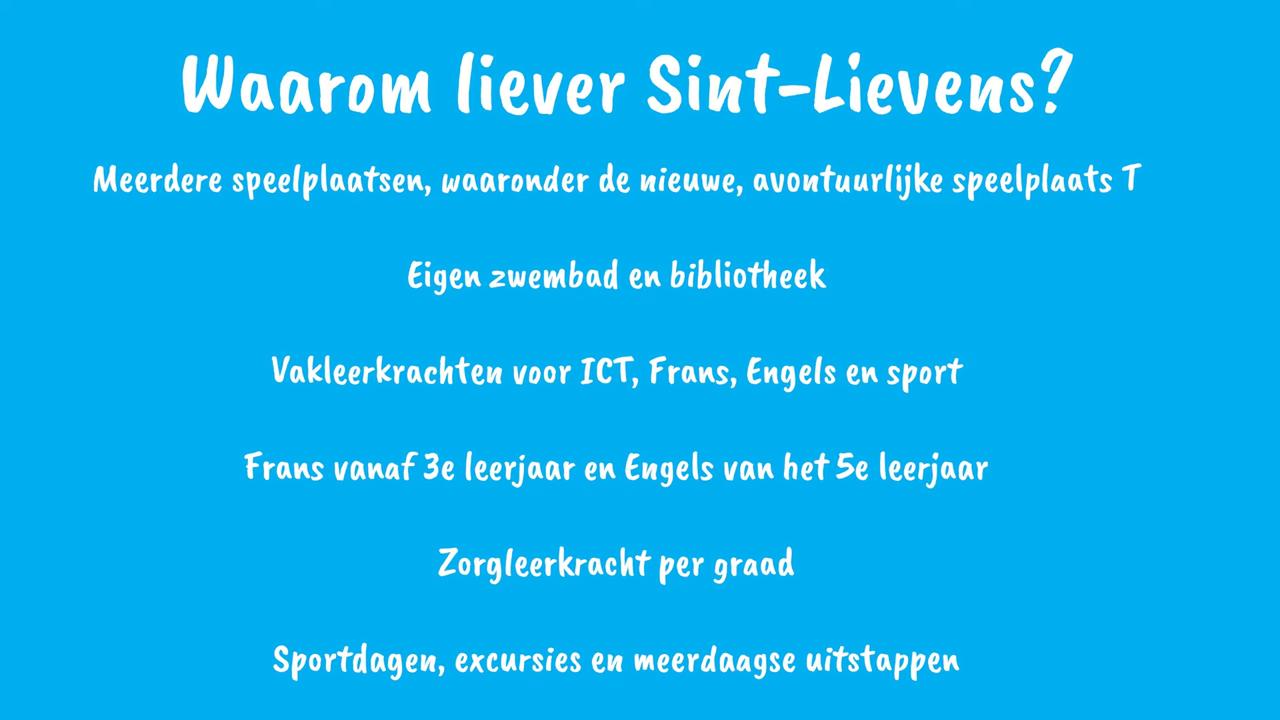 Waarom liever Sint-Lievens?
Meerdere speelplaatsen, waaronder de nieuwe, avontuurlijke speelplaats T
Eigen zwembad en bibliotheek
Vakleerkrachten voor ICT, Frans, Engels en sport
Frans vanaf 3e leerjaar en Engels van het 5e leerjaar
Zorgleerkracht per graad
Sportdagen, excursies en meerdaagse uitstappen